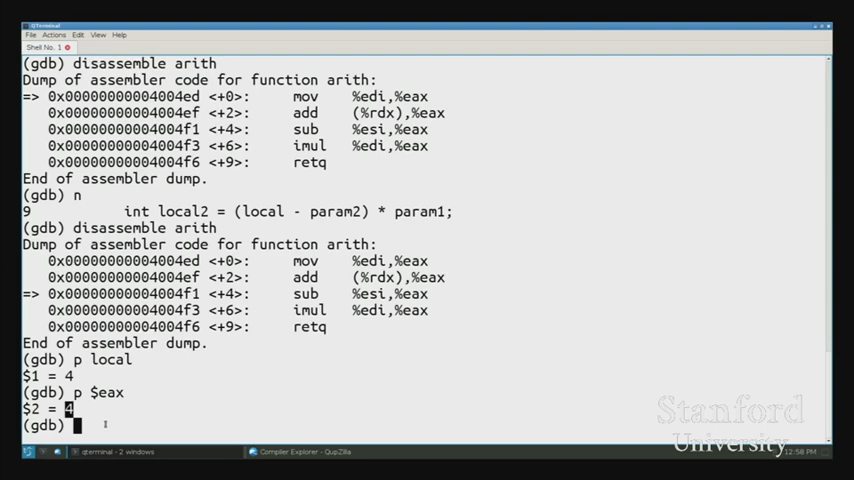 QTerminal
File Actions Edit View Help
Shell No. 1
(gdb) disassemble arith
Dump of assembler code for function arith:
=> 0x00000000004004ed <+0>: mov %edi,%eax
0x00000000004004ef <+2>: add (%rdx),%eax
0x00000000004004f1 <+4>: sub %esi,%eax
0x00000000004004f3 <+6>: imul %edi,%eax
0x00000000004004f6 <+9>: retq
End of assembler dump.
(gdb) n
9 int local2 = (local - param2) * param1;
(gdb) disassemble arith
Dump of assembler code for function arith:
0x00000000004004ed <+0>: mov %edi,%eax
0x00000000004004ef <+2>: add (%rdx),%eax
=> 0x00000000004004f1 <+4>: sub %esi,%eax
0x00000000004004f3 <+6>: imul %edi,%eax
0x00000000004004f6 <+9>: retq
End of assembler dump.
(gdb) p local
$1 = 4
(gdb) p $eax
$2 = 4
(gdb)
Stanford
University
qterminal - 2 windows Compiler Explorer - QupZilla 12:58 PM